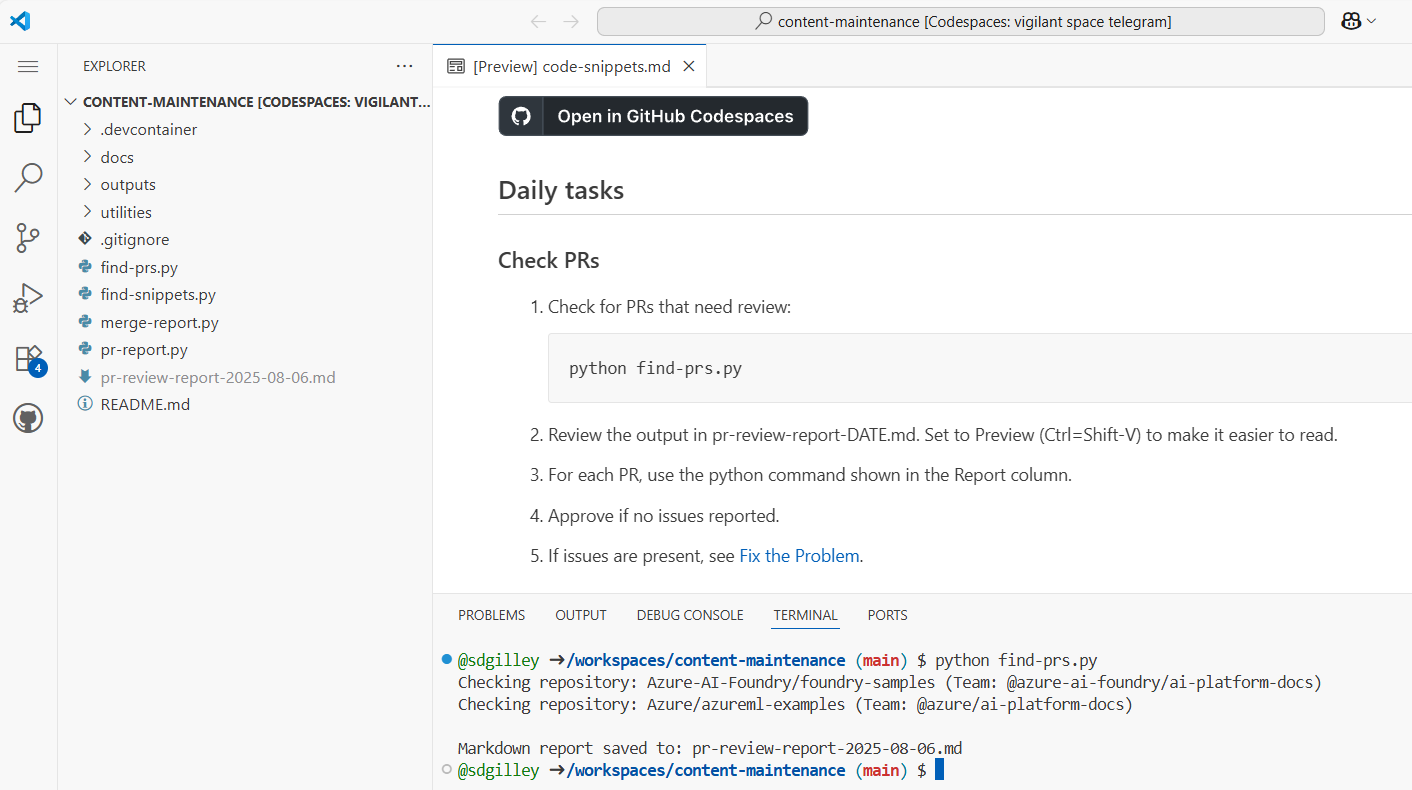 content-maintenance [Codespaces: vigilant space telegram]
EXPLORER
CONTENT-MAINTENANCE [CODESPACES: VIGILANT...
.devcontainer
docs
outputs
utilities
.gitignore
find-prs.py
find-snippets.py
merge-report.py
pr-report.py
pr-review-report-2025-08-06.md
README.md
4
[Preview] code-snippets.md
Open in GitHub Codespaces
Daily tasks
Check PRs
1. Check for PRs that need review:
python find-prs.py
2. Review the output in pr-review-report-DATE.md. Set to Preview (Ctrl=Shift-V) to make it easier to read.
3. For each PR, use the python command shown in the Report column.
4. Approve if no issues reported.
5. If issues are present, see Fix the Problem.
PROBLEMS OUTPUT DEBUG CONSOLE TERMINAL PORTS
@sdgilley ➜/workspaces/content-maintenance (main) $ python find-prs.py
Checking repository: Azure-AI-Foundry/foundry-samples (Team: @azure-ai-foundry/ai-platform-docs)
Checking repository: Azure/azureml-examples (Team: @azure/ai-platform-docs)
Markdown report saved to: pr-review-report-2025-08-06.md
@sdgilley ➜/workspaces/content-maintenance (main) $